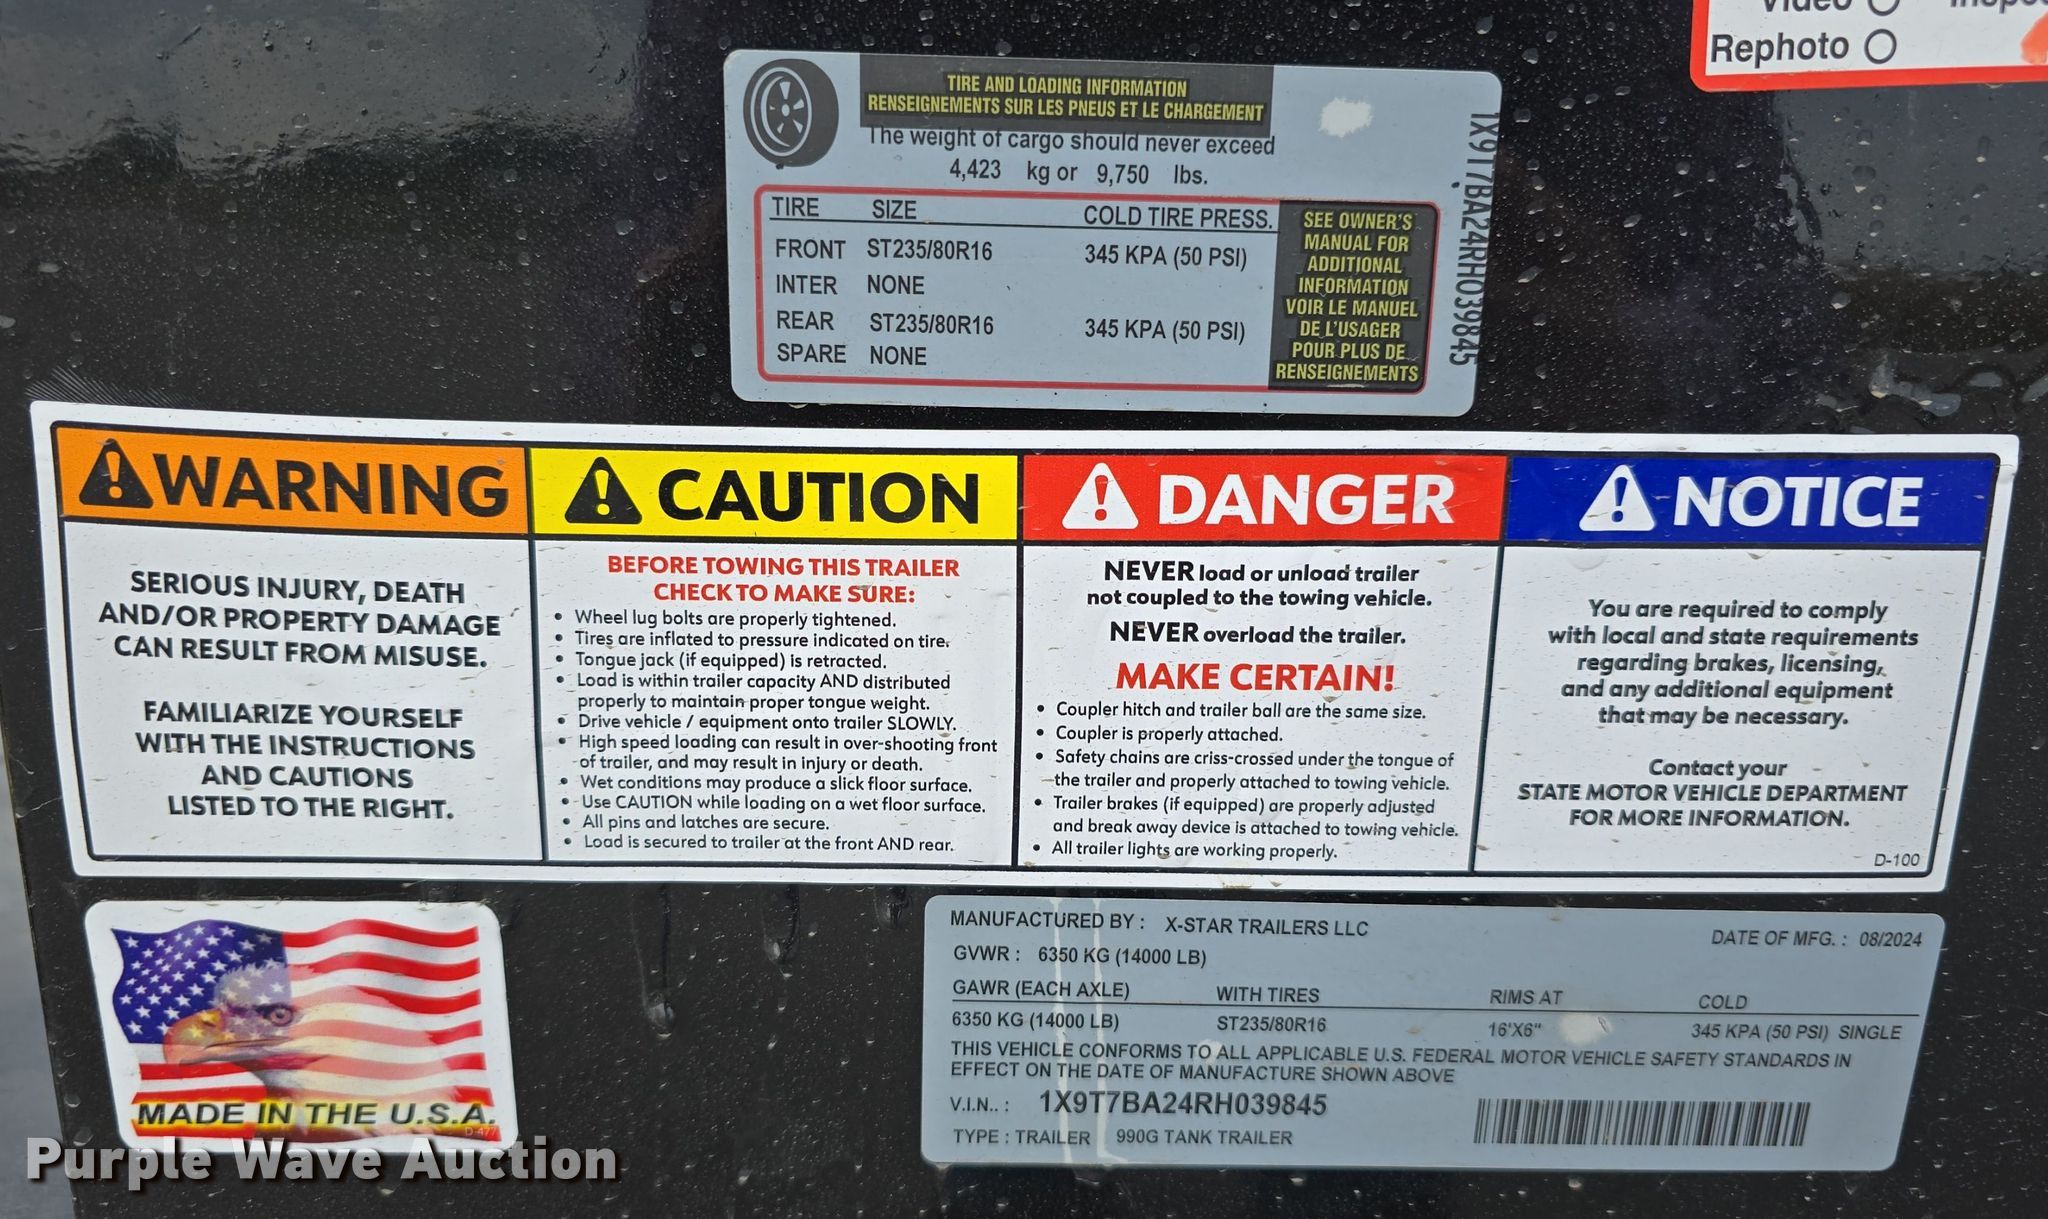 Video
Rephoto
TIRE AND LOADING INFORMATION
RENSEIGNEMENTS SUR LES PNEUS ET LE CHARGEMENT
The weight of cargo should never exceed
4,423 kg or 9,750 lbs.
TIRE SIZE COLD TIRE PRESS.
FRONT ST235/80R16 345 KPA (50 PSI)
INTER NONE
REAR ST235/80R16 345 KPA (50 PSI)
SPARE NONE
SEE OWNER'S
MANUAL FOR
ADDITIONAL
INFORMATION
VOIR LE MANUEL
DE L'USAGER
POUR PLUS DE
RENSEIGNEMENTS
1X9T7BA24RH039845
WARNING
SERIOUS INJURY, DEATH
AND/OR PROPERTY DAMAGE
CAN RESULT FROM MISUSE.
FAMILIARIZE YOURSELF
WITH THE INSTRUCTIONS
AND CAUTIONS
LISTED TO THE RIGHT.
CAUTION
BEFORE TOWING THIS TRAILER
CHECK TO MAKE SURE:
• Wheel lug bolts are properly tightened.
• Tires are inflated to pressure indicated on tire.
• Tongue jack (if equipped) is retracted.
• Load is within trailer capacity AND distributed
properly to maintain proper tongue weight.
• Drive vehicle / equipment onto trailer SLOWLY.
• High speed loading can result in over-shooting front
of trailer, and may result in injury or death.
• Wet conditions may produce a slick floor surface.
• Use CAUTION while loading on a wet floor surface.
• All pins and latches are secure.
• Load is secured to trailer at the front AND rear.
DANGER
NEVER load or unload trailer
not coupled to the towing vehicle.
NEVER overload the trailer.
MAKE CERTAIN!
• Coupler hitch and trailer ball are the same size.
• Coupler is properly attached.
• Safety chains are criss-crossed under the tongue of
the trailer and properly attached to towing vehicle.
• Trailer brakes (if equipped) are properly adjusted
and break away device is attached to towing vehicle.
• All trailer lights are working properly.
NOTICE
You are required to comply
with local and state requirements
regarding brakes, licensing,
and any additional equipment
that may be necessary.
Contact your
STATE MOTOR VEHICLE DEPARTMENT
FOR MORE INFORMATION.
D-100
MADE IN THE U.S.A.
D-477
MANUFACTURED BY : X-STAR TRAILERS LLC
DATE OF MFG. : 08/2024
GVWR : 6350 KG (14000 LB)
GAWR (EACH AXLE) WITH TIRES RIMS AT COLD
6350 KG (14000 LB) ST235/80R16 16'X6" 345 KPA (50 PSI) SINGLE
THIS VEHICLE CONFORMS TO ALL APPLICABLE U.S. FEDERAL MOTOR VEHICLE SAFETY STANDARDS IN
EFFECT ON THE DATE OF MANUFACTURE SHOWN ABOVE
V.I.N.. : 1X9T7BA24RH039845
TYPE : TRAILER 990G TANK TRAILER
Purple Wave Auction